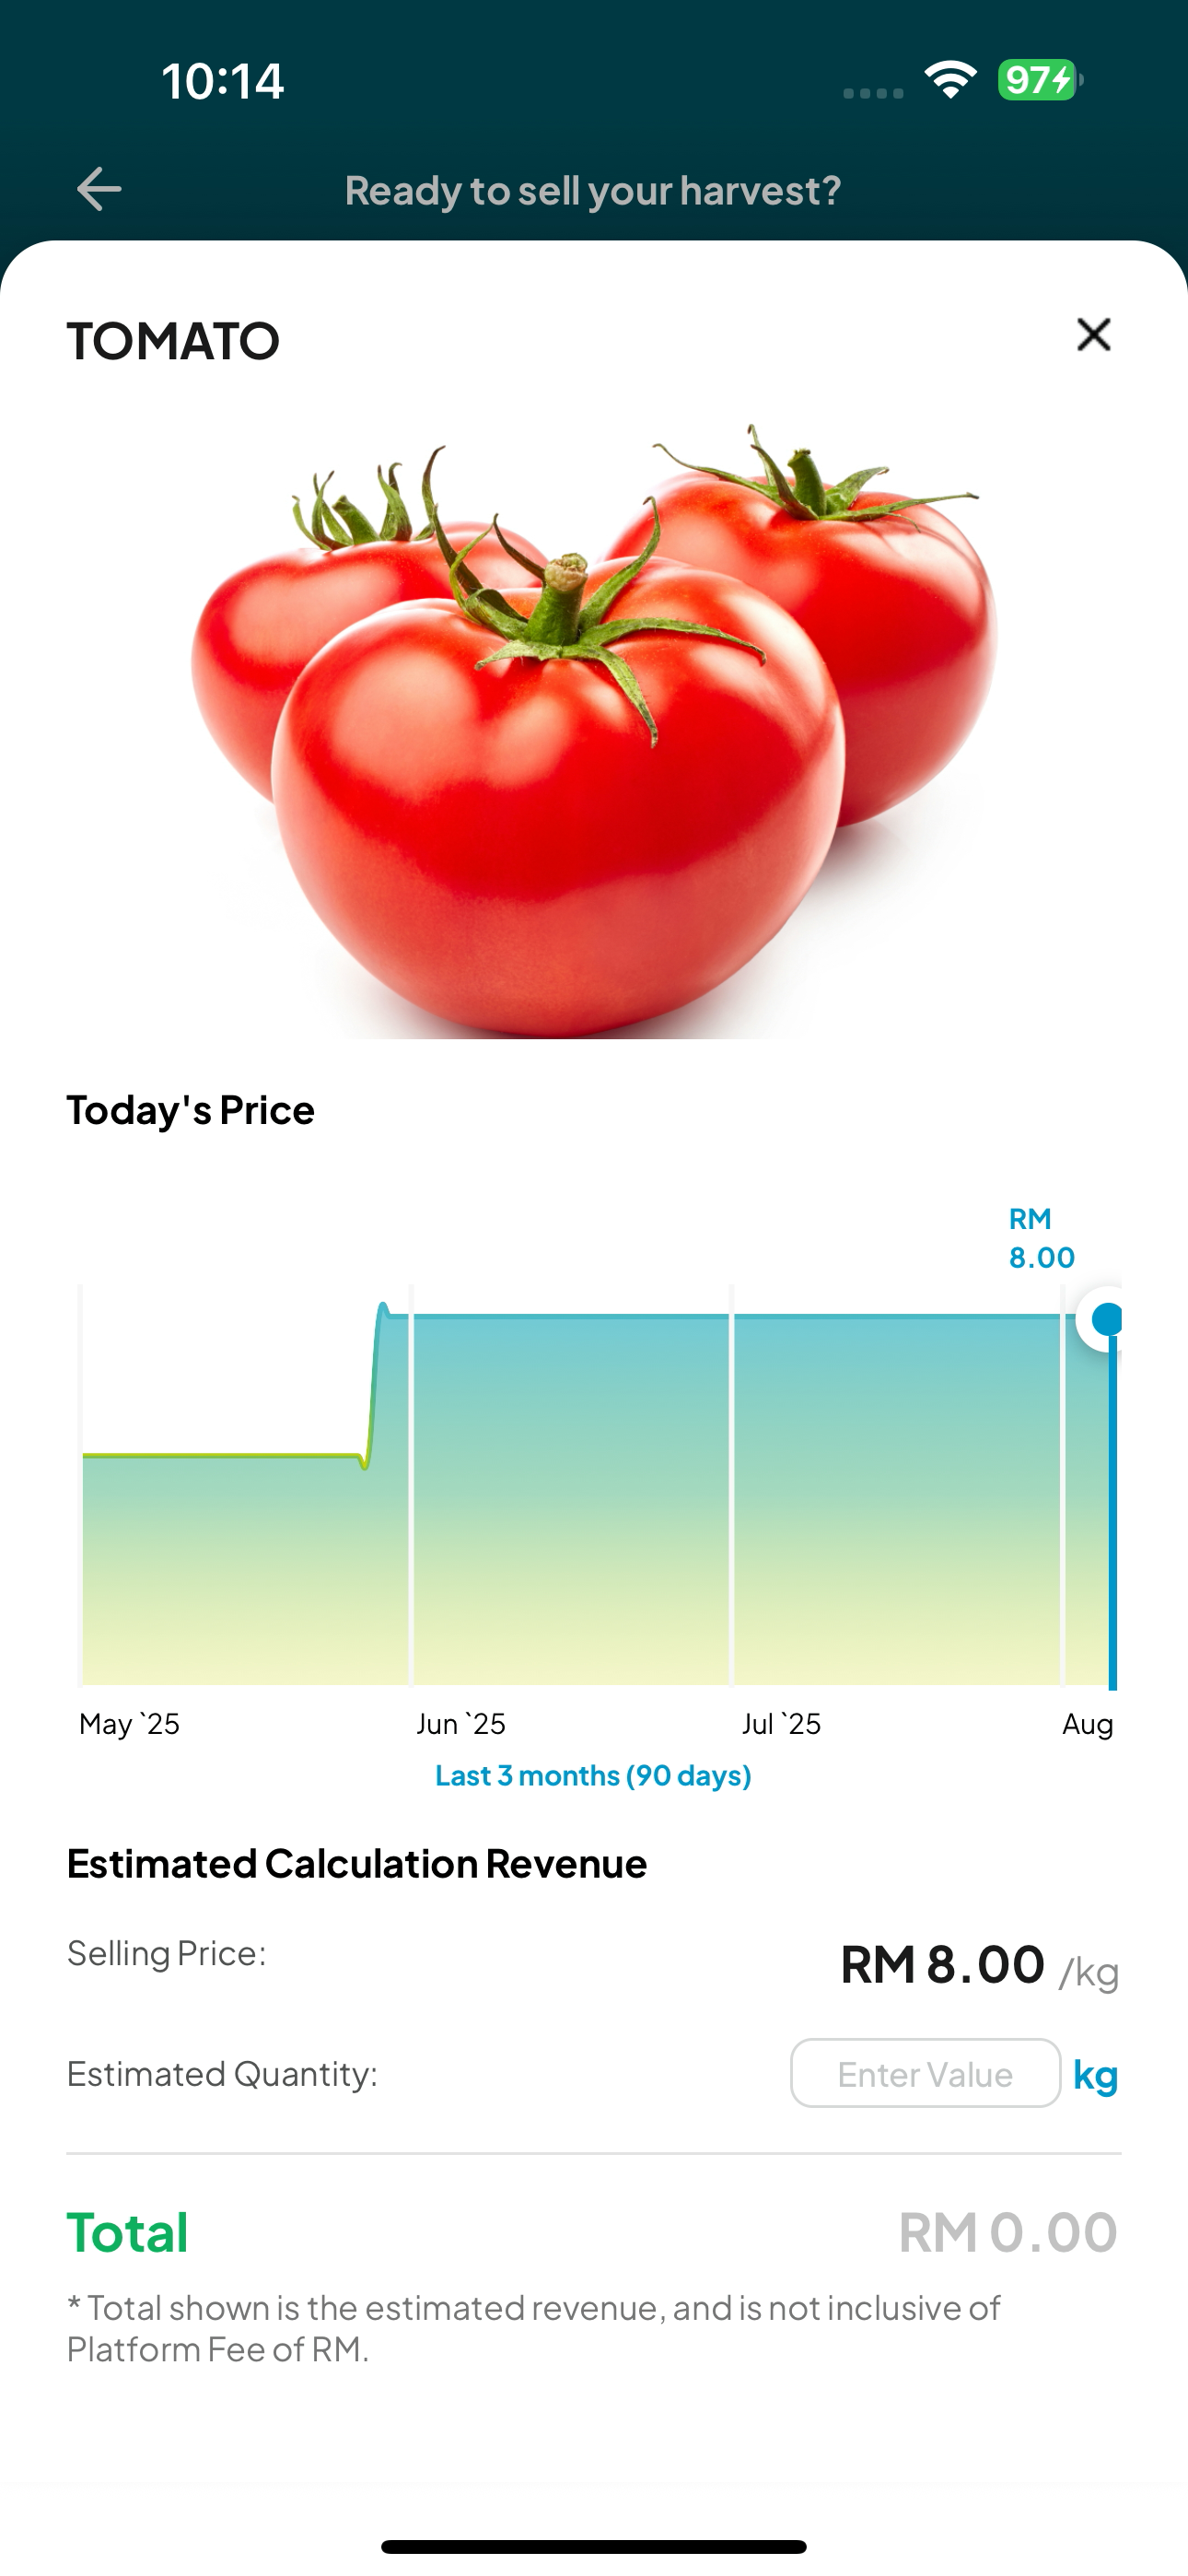 10:14
97
Ready to sell your harvest?
TOMATO
Today's Price
RM
8.00
May `25
Jun `25
Jul `25
Aug
Last 3 months (90 days)
Estimated Calculation Revenue
Selling Price:
RM 8.00 /kg
Estimated Quantity:
Enter Value kg
Total
RM 0.00
* Total shown is the estimated revenue, and is not inclusive of
Platform Fee of RM.